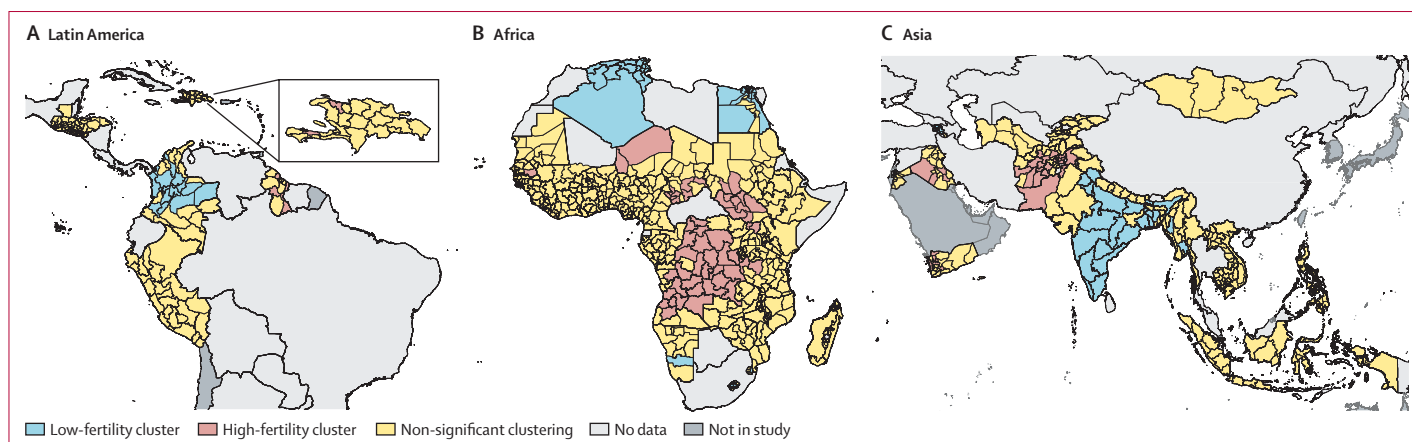 A Latin America
B Africa
C Asia
Low-fertility cluster
High-fertility cluster
Non-significant clustering
No data
Not in study